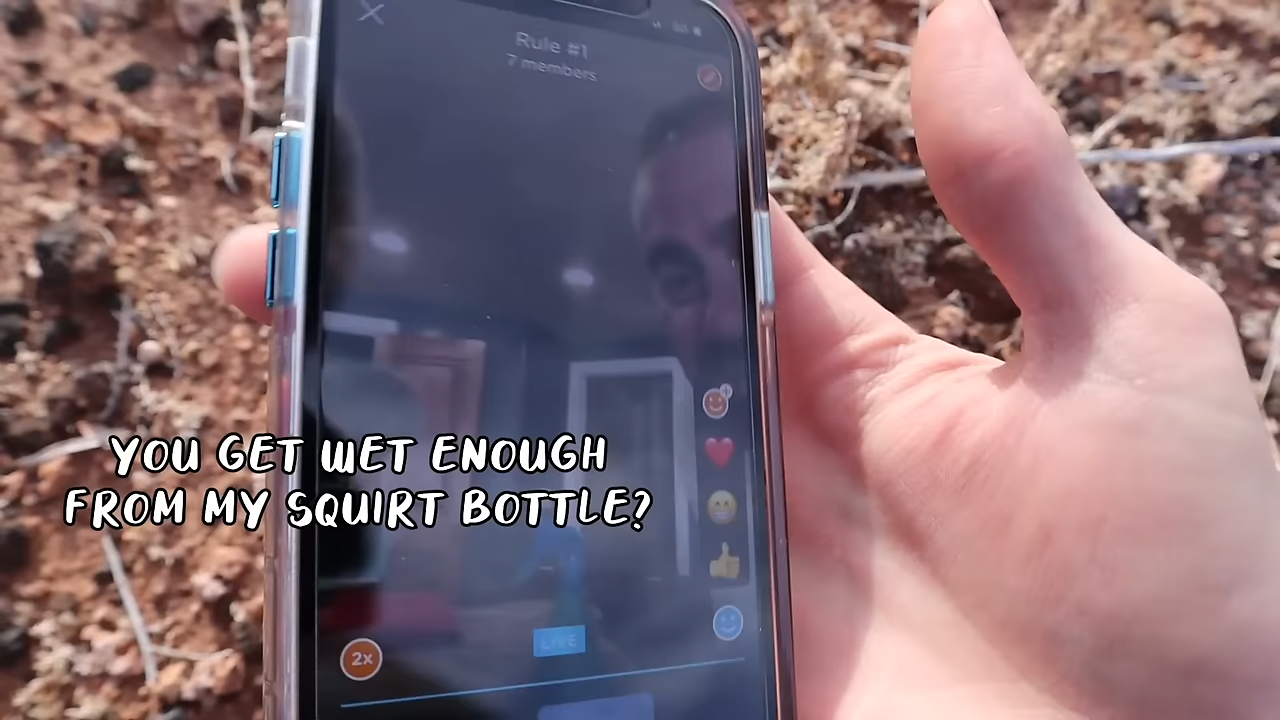 Rule #1
7 members
YOU GET WET ENOUGH
FROM MY SQUIRT BOTTLE?
LIVE
2x